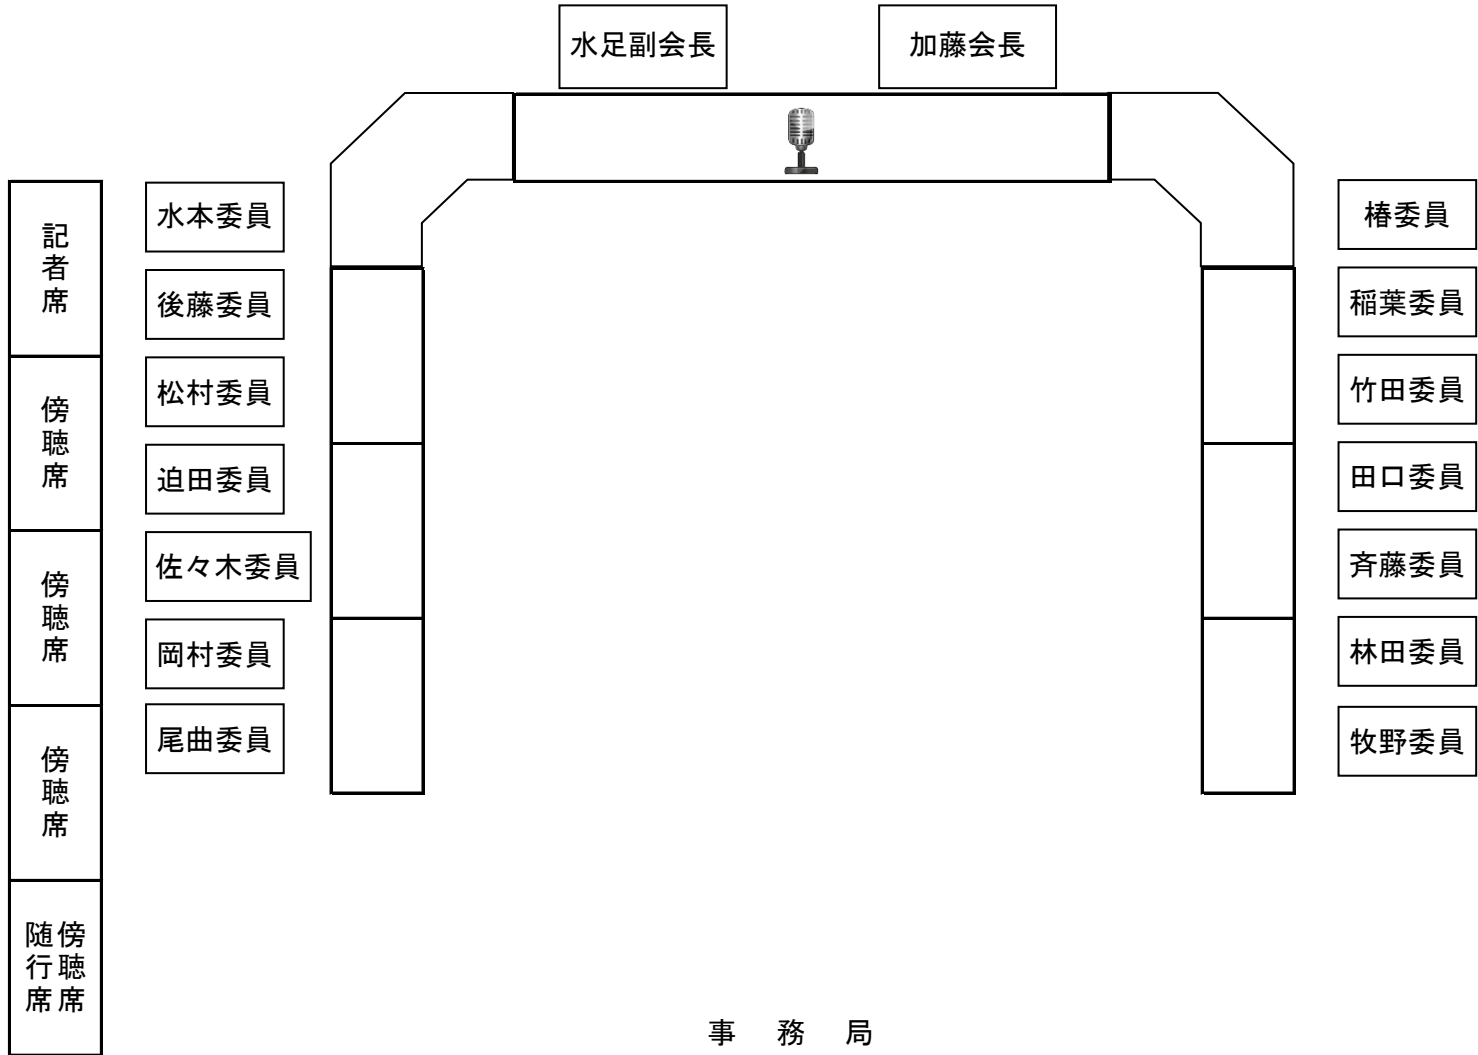 水足副会長
加藤会長
記者席
傍聴席
傍聴席
傍聴席
傍聴席
随行席
水本委員
後藤委員
松村委員
迫田委員
佐々木委員
岡村委員
尾曲委員
椿委員
稲葉委員
竹田委員
田口委員
斉藤委員
林田委員
牧野委員
事 務 局